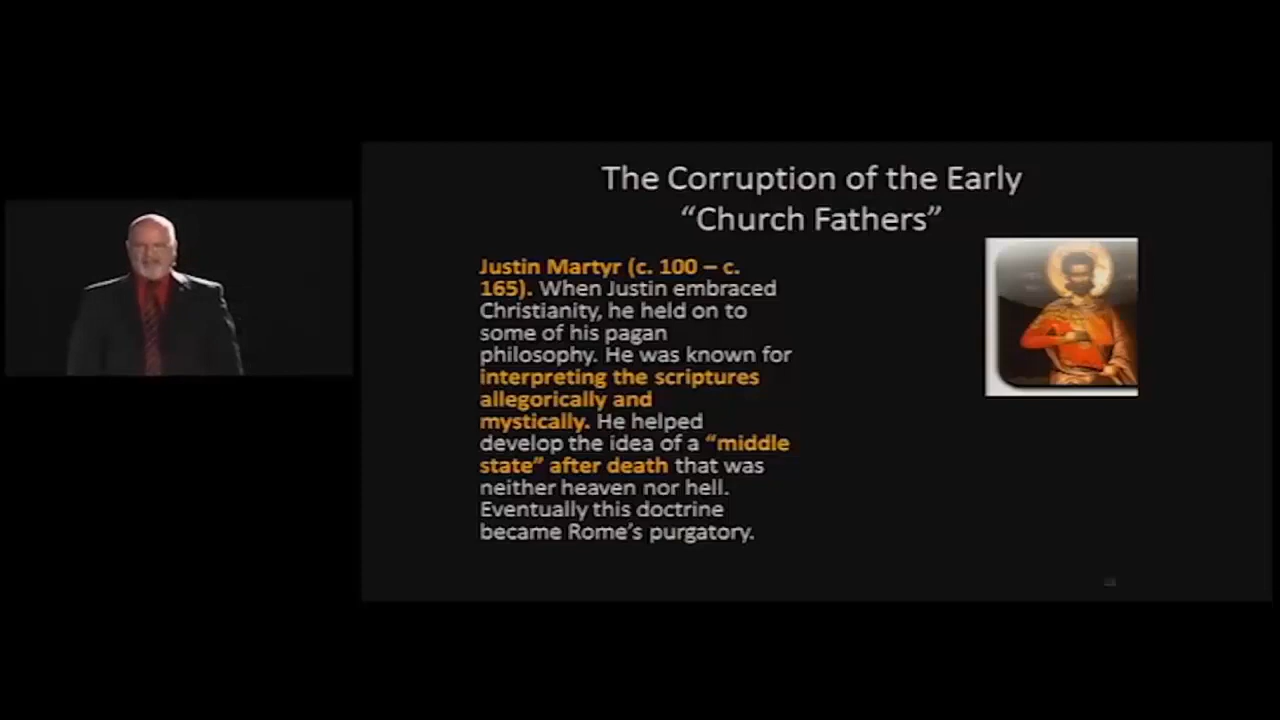 The Corruption of the Early
“Church Fathers”
Justin Martyr (c. 100 – c.
165). When Justin embraced
Christianity, he held on to
some of his pagan
philosophy. He was known for
interpreting the scriptures
allegorically and
mystically. He helped
develop the idea of a “middle
state” after death that was
neither heaven nor hell.
Eventually this doctrine
became Rome’s purgatory.